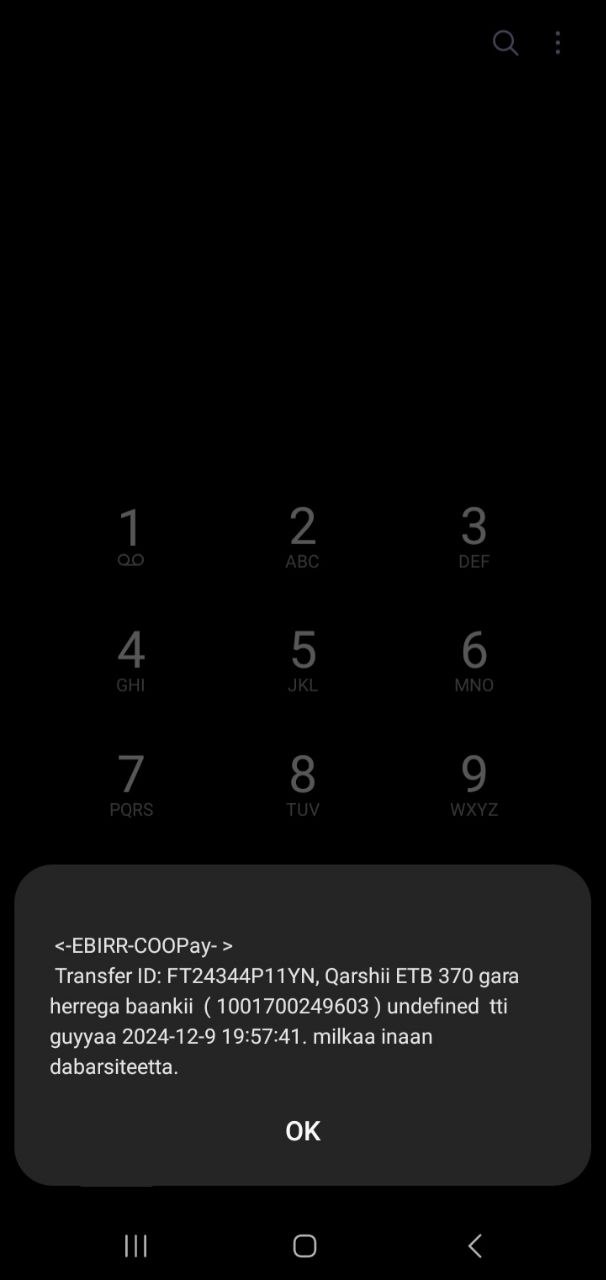 1
2
ABC
3
DEF
4
GHI
5
JKL
6
MNO
7
PQRS
8
TUV
9
WXYZ
<-EBIRR-COOPay- >
Transfer ID: FT24344P11YN, Qarshii ETB 370 gara
herrega baankii ( 1001700249603 ) undefined tti
guyyaa 2024-12-9 19:57:41. milkaa inaan
dabarsiteetta.
OK